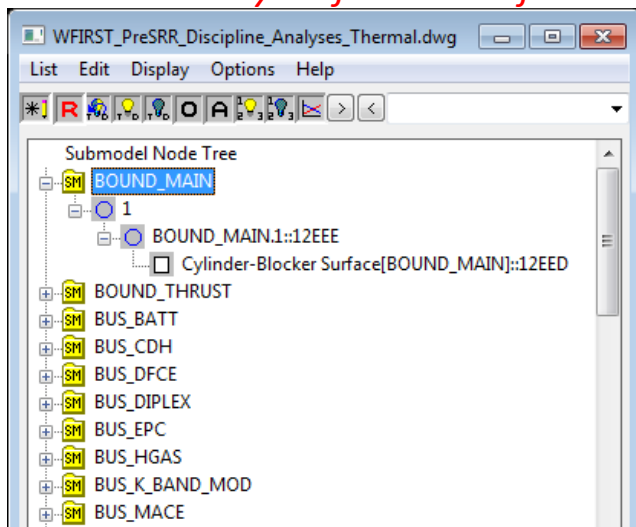 WFIRST_PreSRR_Discipline_Analyses_Thermal.dwg
List Edit Display Options Help
Submodel Node Tree
SM BOUND_MAIN
1
BOUND_MAIN.1::12EEE
Cylinder-Blocker Surface[BOUND_MAIN]::12EED
SM BOUND_THRUST
SM BUS_BATT
SM BUS_CDH
SM BUS_DFCE
SM BUS_DIPLEX
SM BUS_EPC
SM BUS_HGAS
SM BUS_K_BAND_MOD
SM BUS_MACE